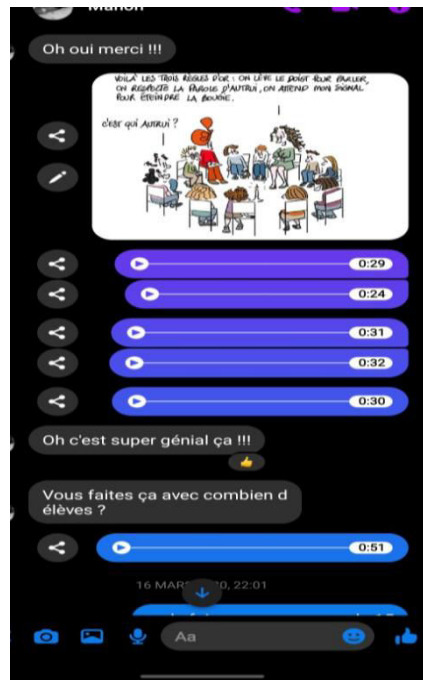 Manon
Oh oui merci !!!
VOILÀ LES TROIS RÈGLES D'OR : ON LÈVE LE DOIGT POUR PARLER,
ON RESPECTE LA PAROLE D'AUTRUI, ON ATTEND MON SIGNAL
POUR ÉTEINDRE LA BOUGIE.
C'EST QUI AUTRUI ?
0:29
0:24
0:31
0:32
0:30
Oh c'est super génial ça !!!
Vous faites ça avec combien d
élèves ?
0:51
16 MAR 0, 22:01
Aa